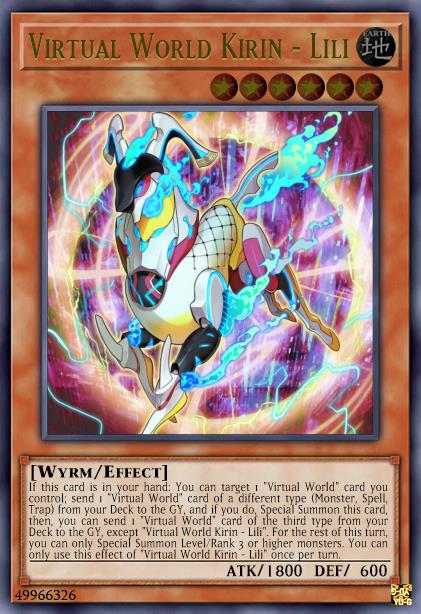 VIRTUAL WORLD KIRIN - LILI
EARTH
地
[WYRM/EFFECT]
If this card is in your hand: You can target 1 "Virtual World" card you
control; send 1 "Virtual World" card of a different type (Monster, Spell,
Trap) from your Deck to the GY, and if you do, Special Summon this card,
then, you can send 1 "Virtual World" card of the third type from your
Deck to the GY, except "Virtual World Kirin - Lili". For the rest of this turn,
you can only Special Summon Level/Rank 3 or higher monsters. You can
only use this effect of "Virtual World Kirin - Lili" once per turn.
ATK/1800 DEF/ 600
49966326